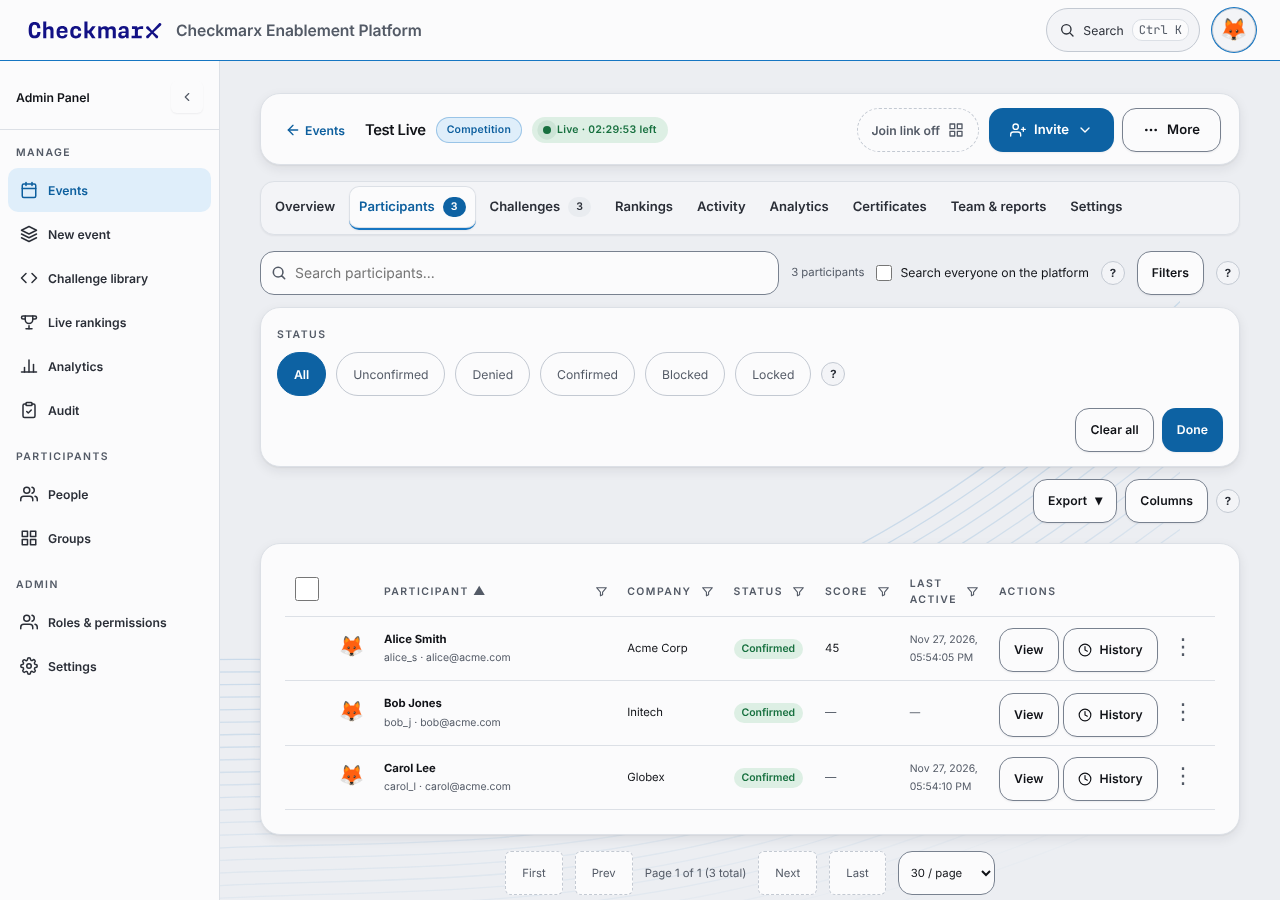 Checkmarx Checkmarx Enablement Platform Search Ctrl K
Admin Panel
MANAGE
Events
New event
Challenge library
Live rankings
Analytics
Audit
PARTICIPANTS
People
Groups
ADMIN
Roles & permissions
Settings
Events Test Live Competition Live · 02:29:53 left Join link off Invite ··· More
Overview Participants 3 Challenges 3 Rankings Activity Analytics Certificates Team & reports Settings
Search participants... 3 participants Search everyone on the platform ? Filters ?
STATUS
All Unconfirmed Denied Confirmed Blocked Locked ?
Clear all Done
Export ▼ Columns ?
PARTICIPANT ▲ COMPANY STATUS SCORE LAST ACTIVE ACTIONS
Alice Smith
alice_s · alice@acme.com
Acme Corp Confirmed 45 Nov 27, 2026,
05:54:05 PM
View History ⋮
Bob Jones
bob_j · bob@acme.com
Initech Confirmed — — View History ⋮
Carol Lee
carol_l · carol@acme.com
Globex Confirmed — Nov 27, 2026,
05:54:10 PM
View History ⋮
First Prev Page 1 of 1 (3 total) Next Last 30 / page